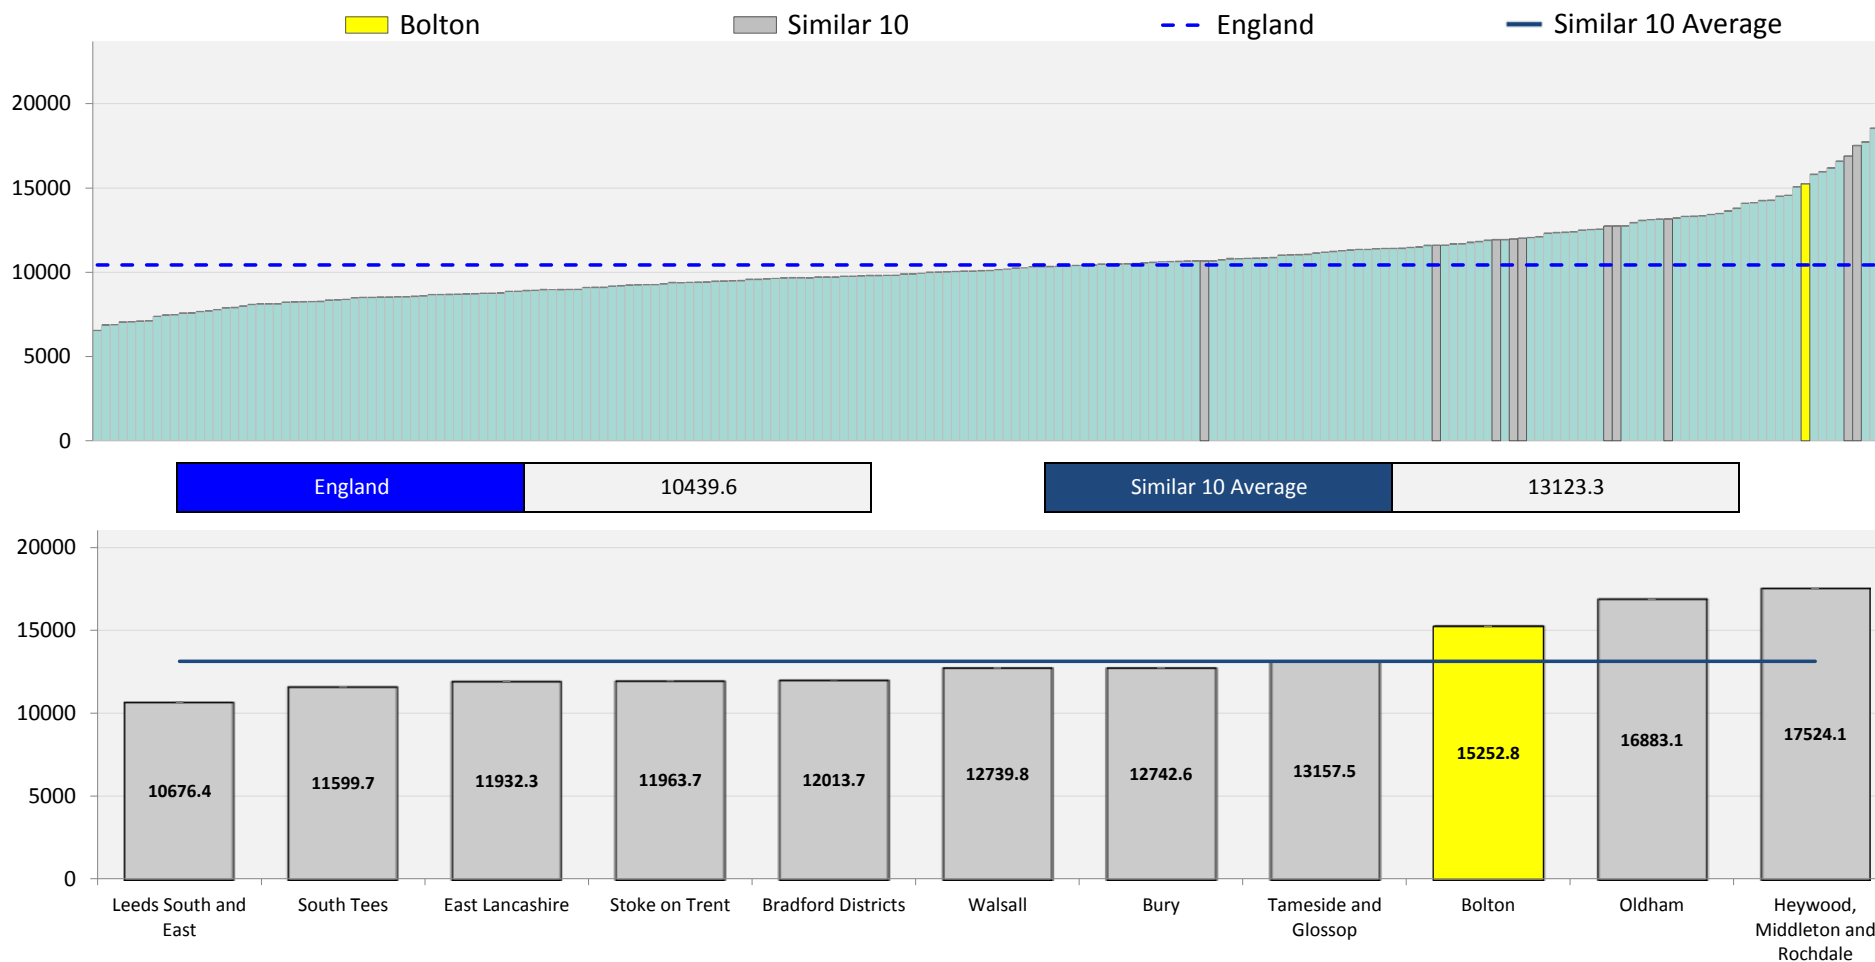 Bolton Similar 10 England Similar 10 Average
20000
15000
10000
5000
0
England 10439.6 Similar 10 Average 13123.3
20000
15000
10000
5000
0
10676.4 11599.7 11932.3 11963.7 12013.7 12739.8 12742.6 13157.5 15252.8 16883.1 17524.1
Leeds South and East
South Tees
East Lancashire
Stoke on Trent
Bradford Districts
Walsall
Bury
Tameside and Glossop
Bolton
Oldham
Heywood, Middleton and Rochdale